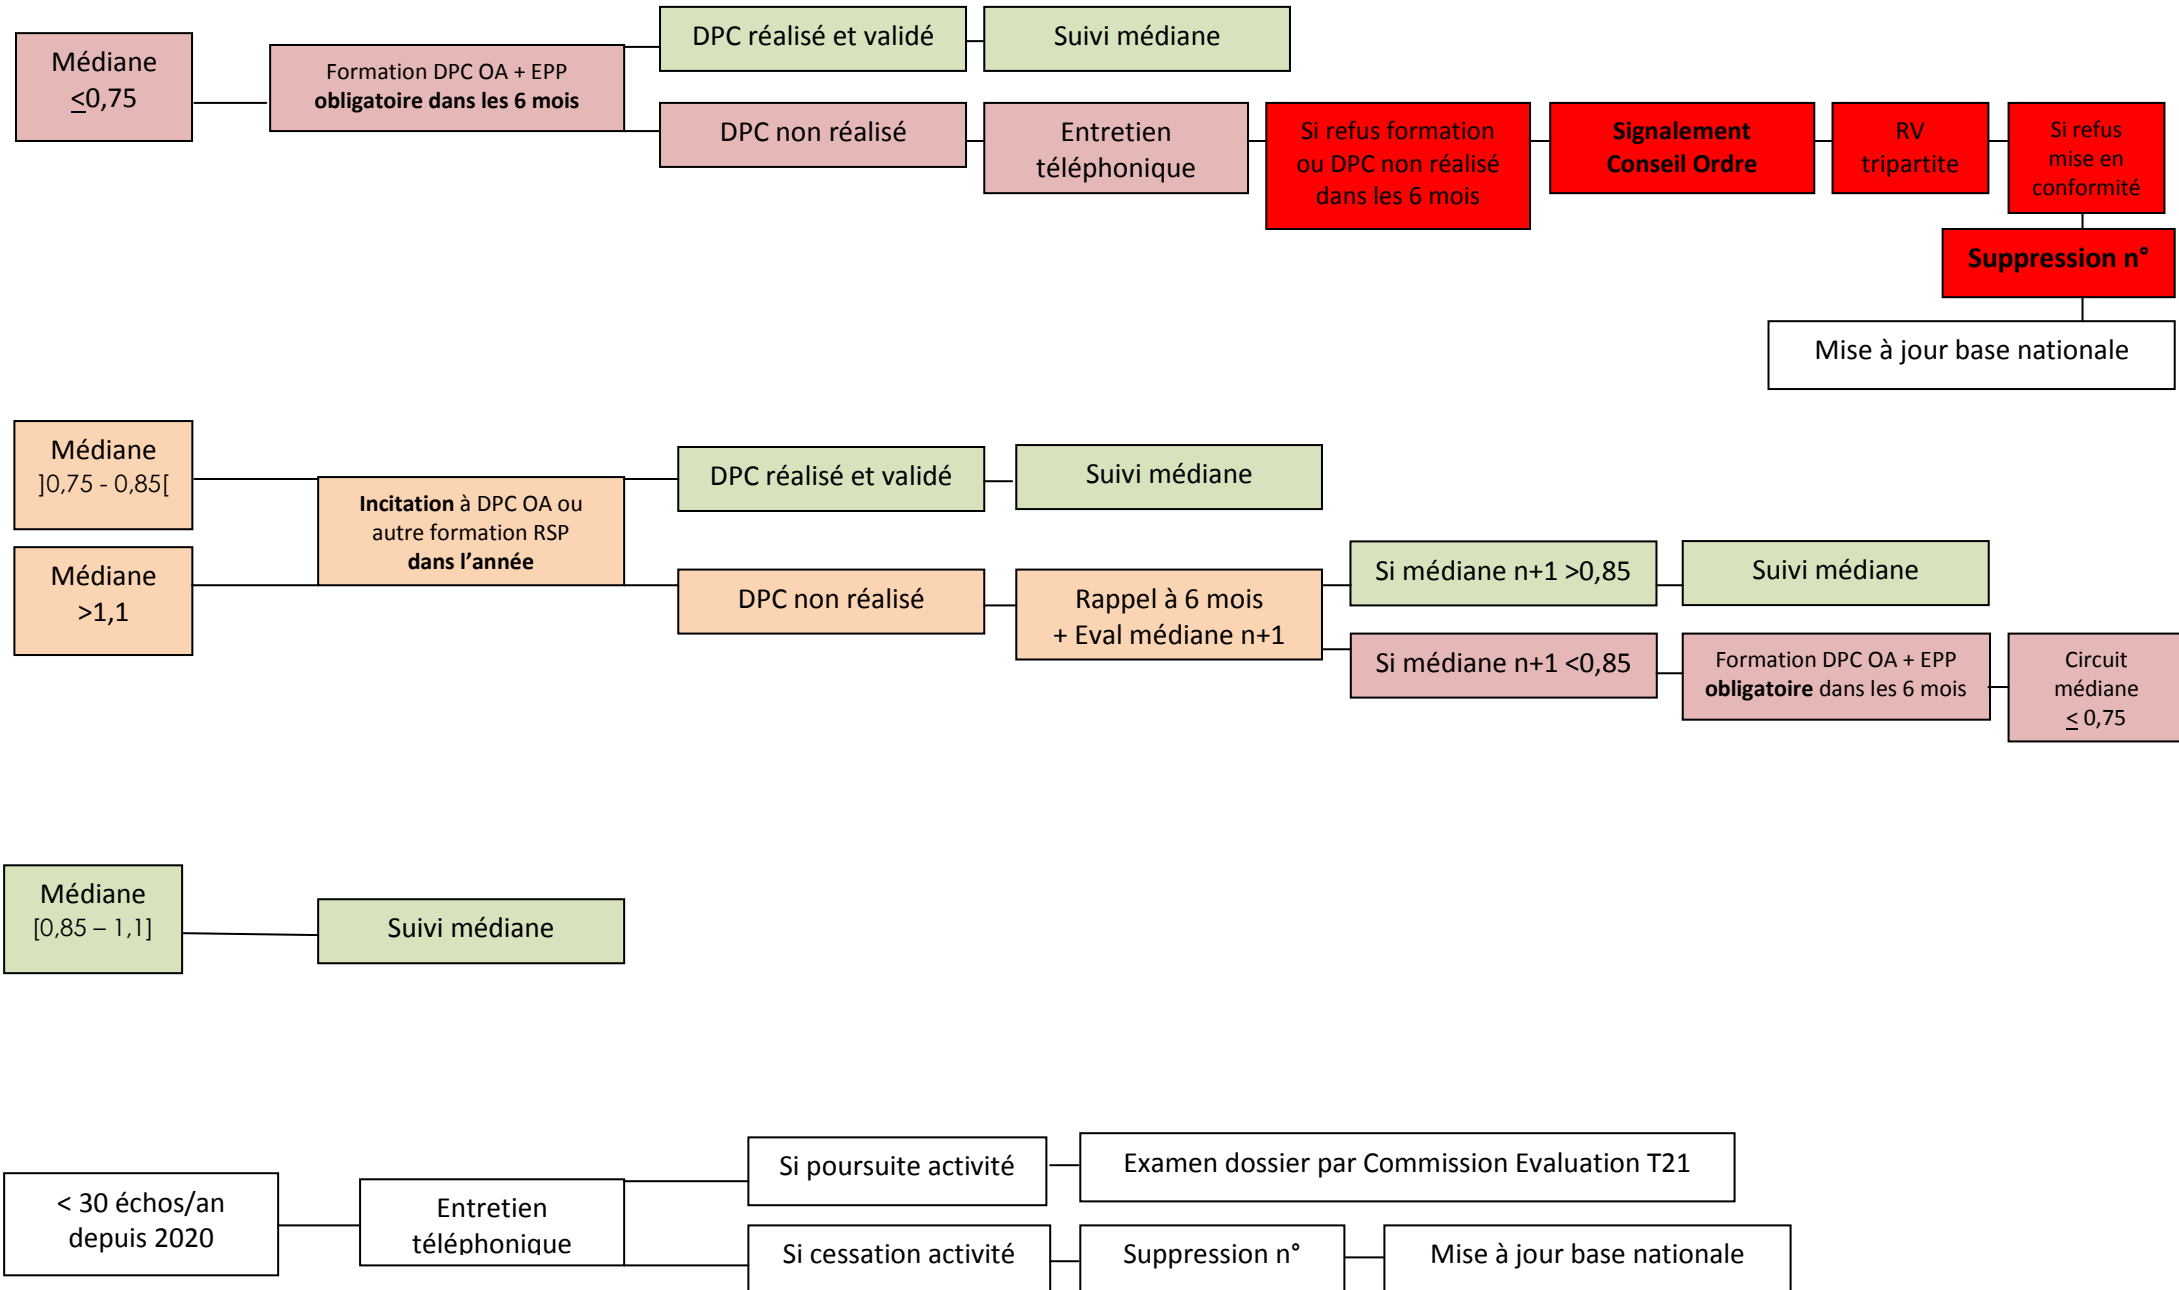 Médiane
≤0,75
Formation DPC OA + EPP
obligatoire dans les 6 mois
DPC réalisé et validé
Suivi médiane
DPC non réalisé
Entretien
téléphonique
Si refus formation
ou DPC non réalisé
dans les 6 mois
Signalement
Conseil Ordre
RV
tripartite
Si refus
mise en
conformité
Suppression n°
Mise à jour base nationale
Médiane
]0,75 - 0,85[
Médiane
>1,1
Incitation à DPC OA ou
autre formation RSP
dans l’année
DPC réalisé et validé
Suivi médiane
DPC non réalisé
Rappel à 6 mois
+ Eval médiane n+1
Si médiane n+1 >0,85
Suivi médiane
Si médiane n+1 <0,85
Formation DPC OA + EPP
obligatoire dans les 6 mois
Circuit
médiane
≤ 0,75
Médiane
[0,85 – 1,1]
Suivi médiane
< 30 échos/an
depuis 2020
Entretien
téléphonique
Si poursuite activité
Examen dossier par Commission Evaluation T21
Si cessation activité
Suppression n°
Mise à jour base nationale